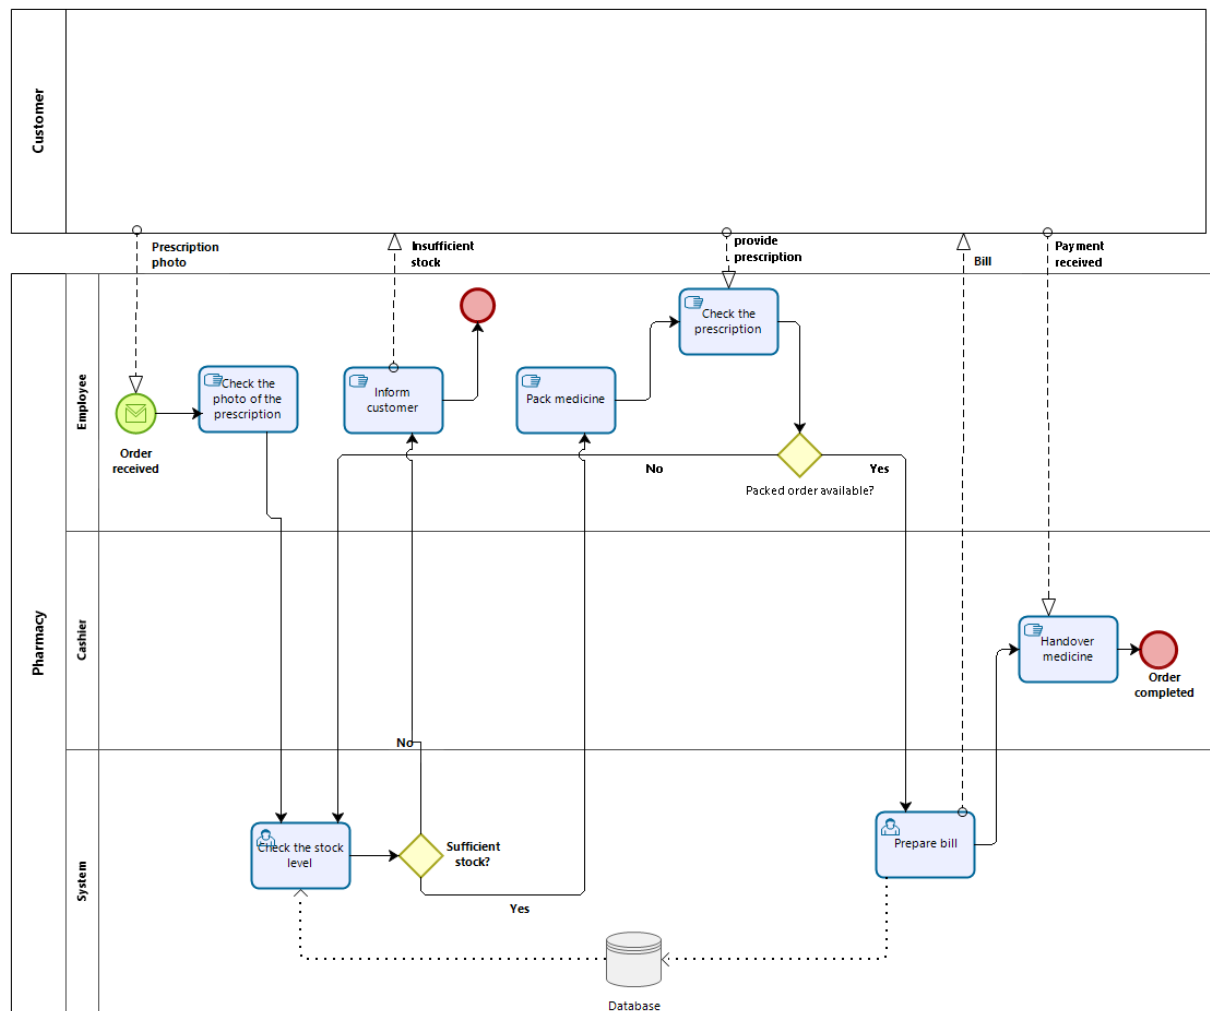 Customer
Prescription
photo
Insufficient
stock
provide
prescription
Bill
Payment
received
Pharmacy
Employee
Order
received
Check the
photo of the
prescription
Inform
customer
Pack medicine
Check the
prescription
No
Yes
Packed order available?
Cashier
Handover
medicine
Order
completed
No
System
Check the stock
level
Sufficient
stock?
Yes
Prepare bill
Database